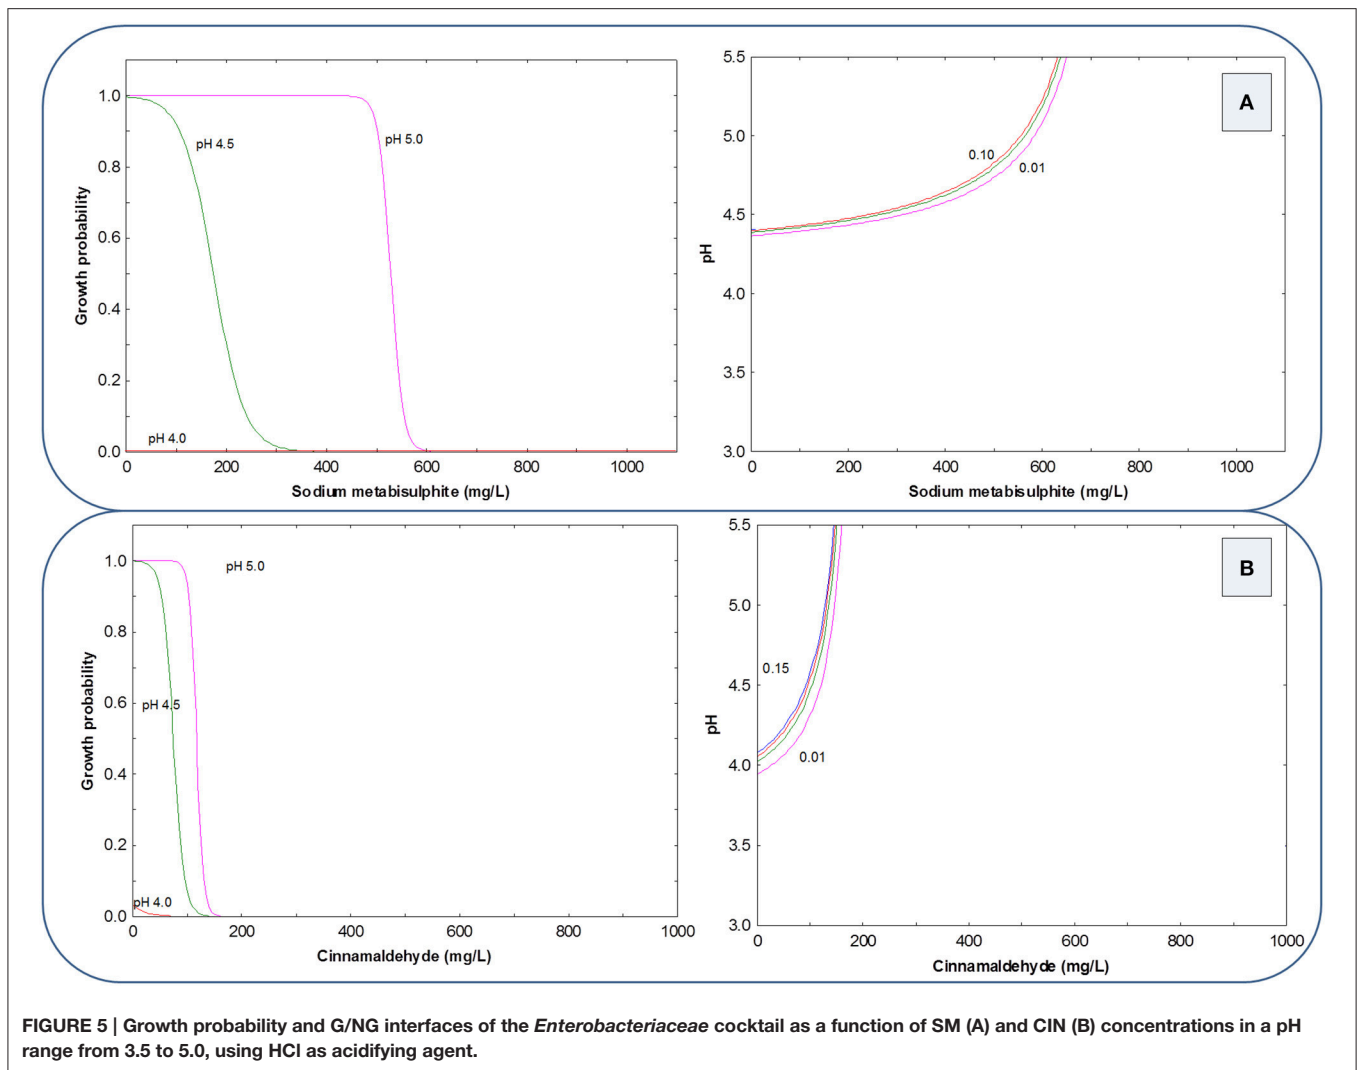 1.0
0.8
0.6
0.4
0.2
0.0
Growth probability
pH 4.5
pH 5.0
pH 4.0
0 200 400 600 800 1000
Sodium metabisulphite (mg/L)
5.5
5.0
4.5
4.0
3.5
3.0
pH
A
0.10
0.01
0 200 400 600 800 1000
Sodium metabisulphite (mg/L)
1.0
0.8
0.6
0.4
0.2
0.0
Growth probability
pH 5.0
pH 4.5
pH 4.0
0 200 400 600 800 1000
Cinnamaldehyde (mg/L)
5.5
5.0
4.5
4.0
3.5
3.0
pH
B
0.15
0.01
0 200 400 600 800 1000
Cinnamaldehyde (mg/L)
FIGURE 5 | Growth probability and G/NG interfaces of the Enterobacteriaceae cocktail as a function of SM (A) and CIN (B) concentrations in a pH
range from 3.5 to 5.0, using HCl as acidifying agent.